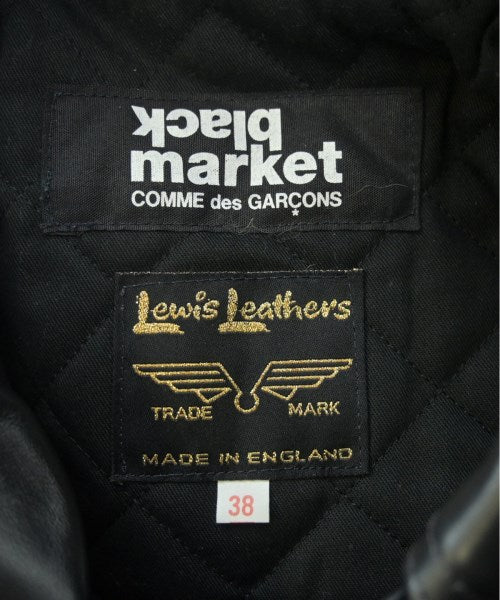 black
market
COMME des GARÇONS
Lewis Leathers
TRADE MARK
MADE IN ENGLAND
38